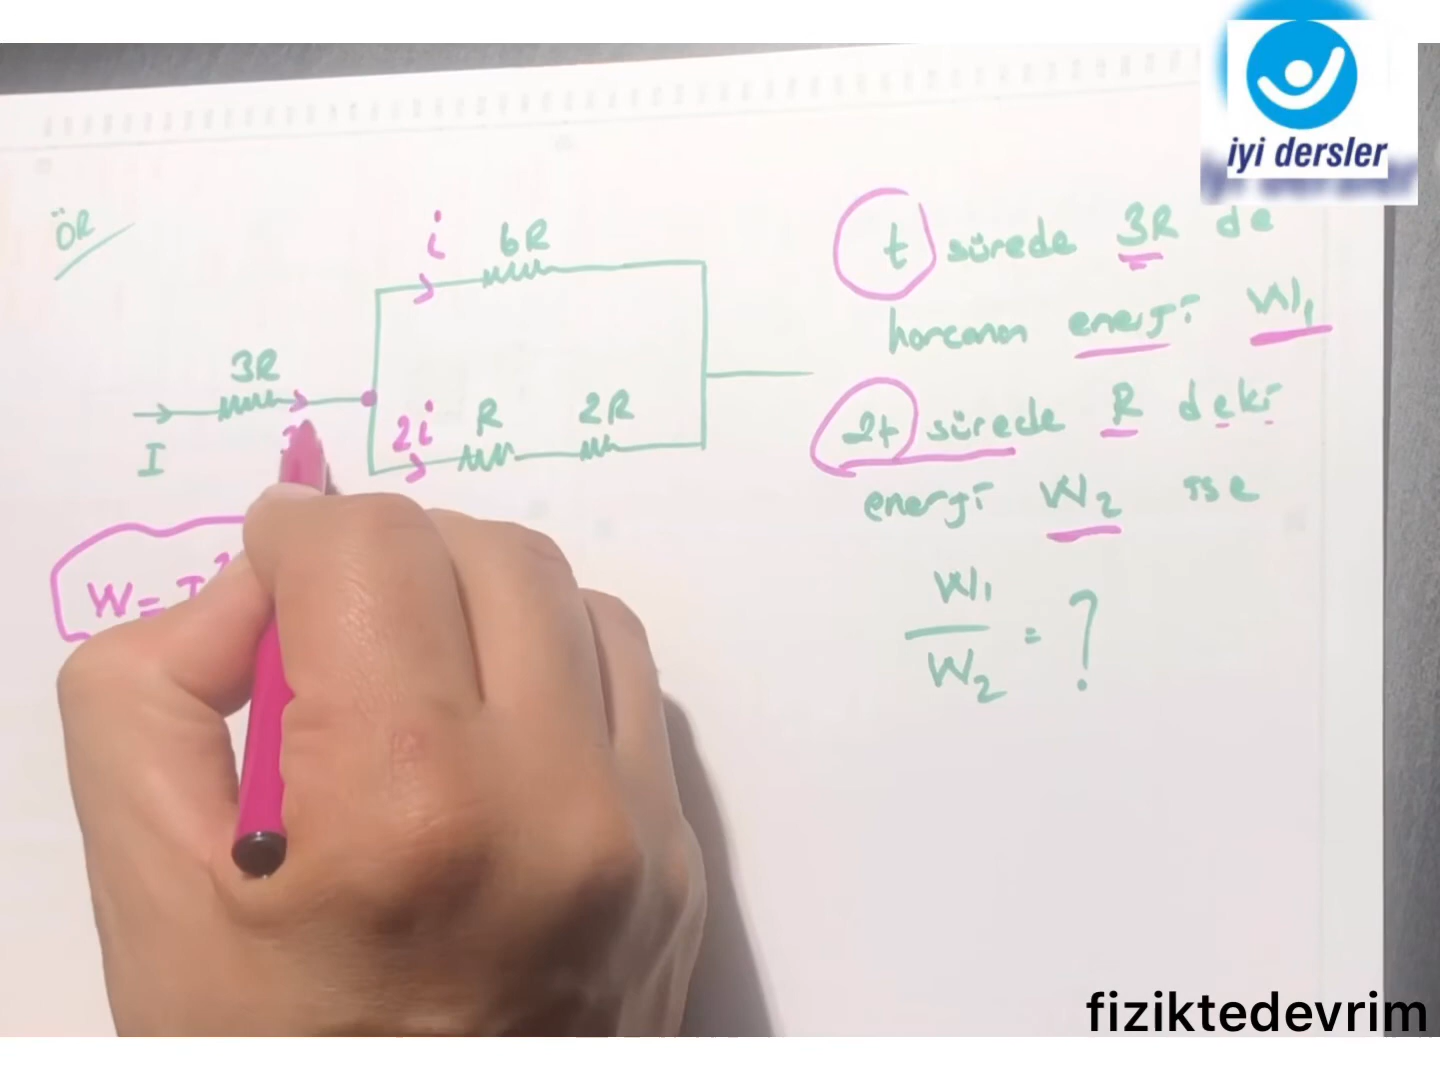 iyi dersler
ÖR
t sürede 3R de
harcanan enerji W1
2t sürede R deki
enerji W2 ise
W1
W2
= ?
i
6R
3R
I
2i R 2R
W = I²
fiziktedevrim